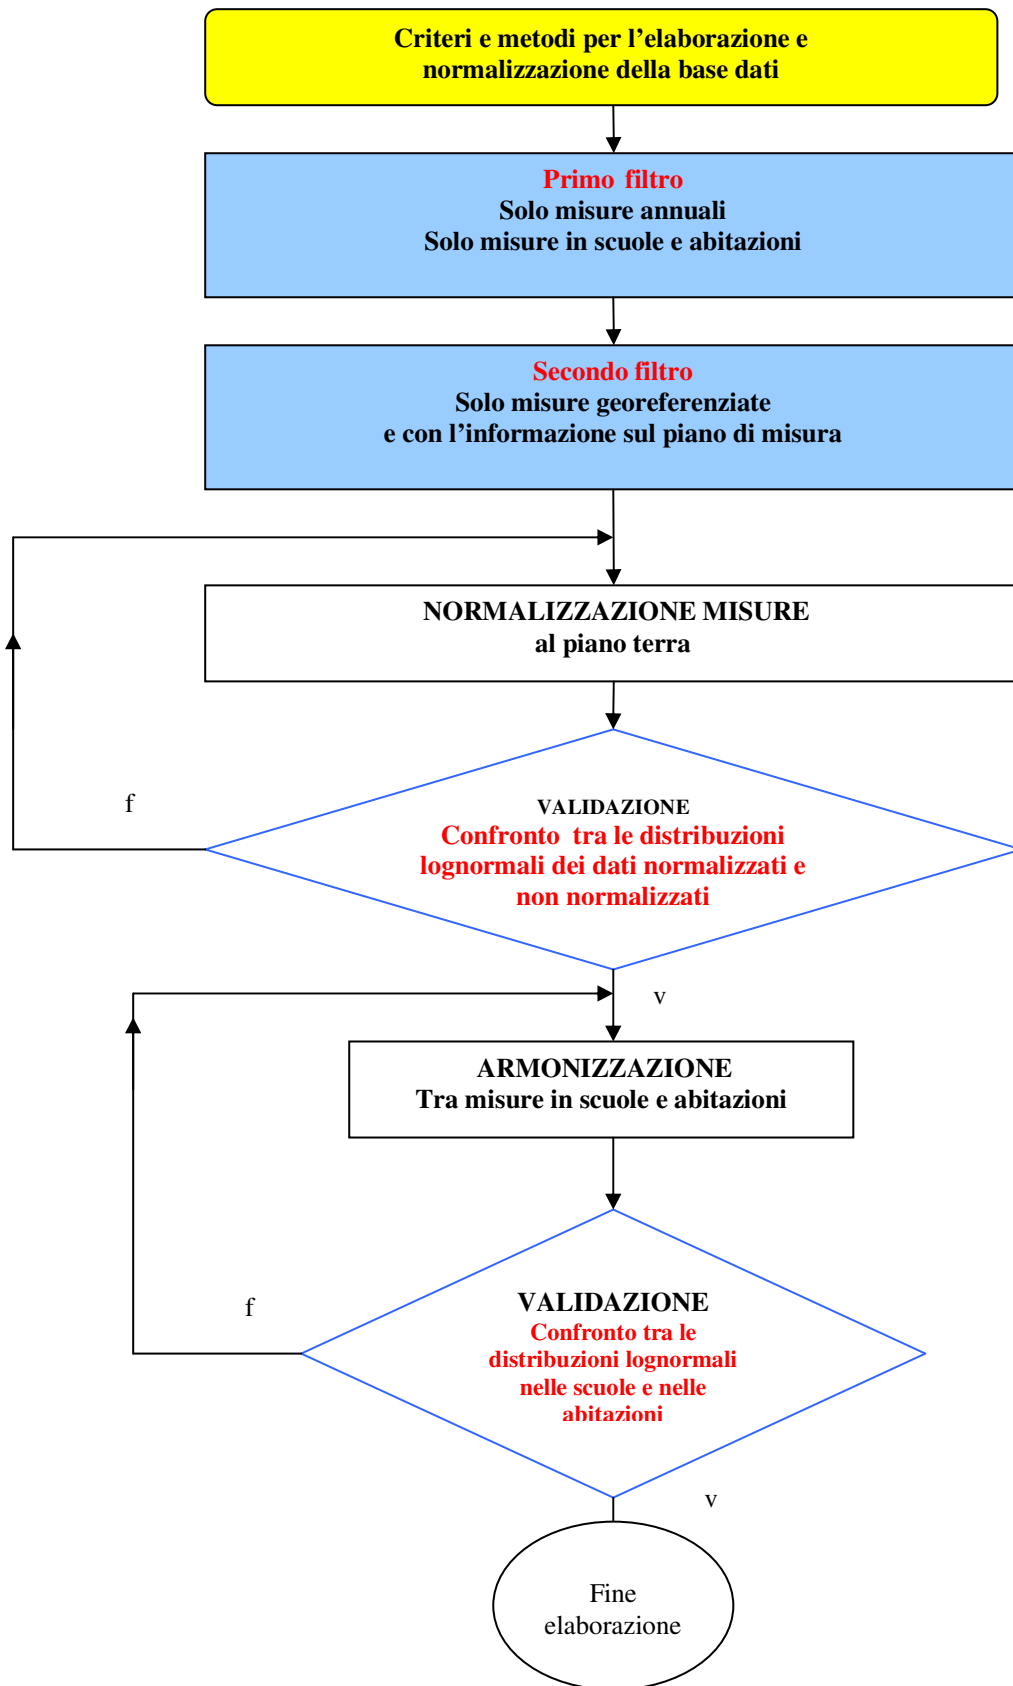 Criteri e metodi per l’elaborazione e
normalizzazione della base dati
Primo filtro
Solo misure annuali
Solo misure in scuole e abitazioni
Secondo filtro
Solo misure georeferenziate
e con l’informazione sul piano di misura
NORMALIZZAZIONE MISURE
al piano terra
f
VALIDAZIONE
Confronto tra le distribuzioni
lognormali dei dati normalizzati e
non normalizzati
v
ARMONIZZAZIONE
Tra misure in scuole e abitazioni
f
VALIDAZIONE
Confronto tra le
distribuzioni lognormali
nelle scuole e nelle
abitazioni
v
Fine
elaborazione